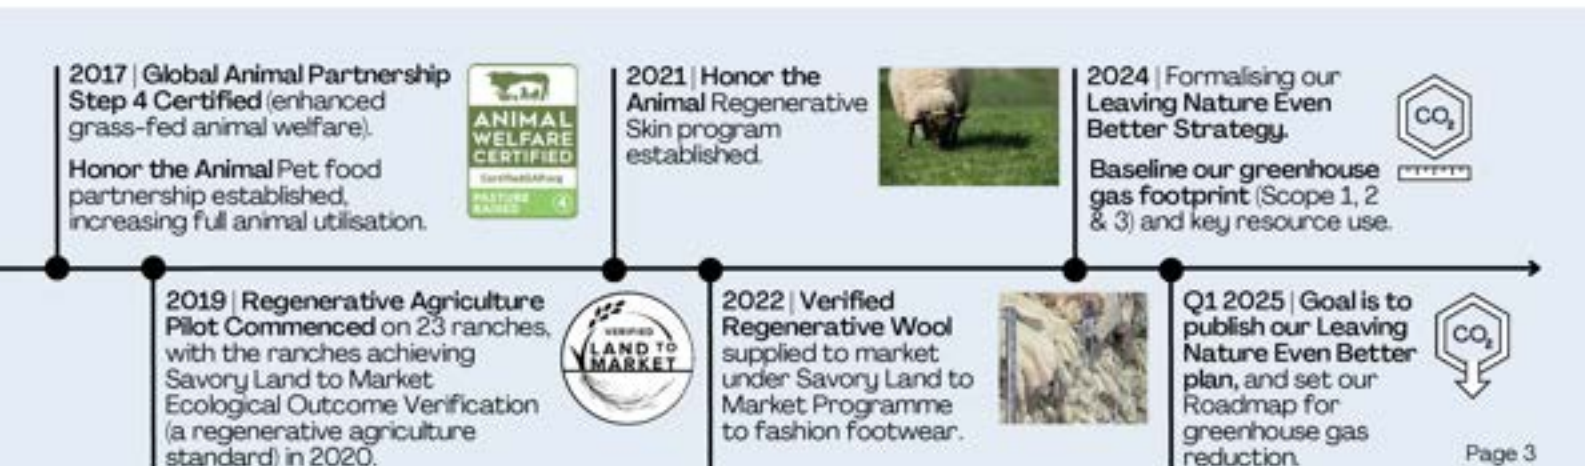 2017 | Global Animal Partnership
Step 4 Certified (enhanced
grass-fed animal welfare).
Honor the Animal Pet food
partnership established,
increasing full animal utilisation.
ANIMAL
WELFARE
CERTIFIED
CertifiedGAP.org
PASTURE
RAISED
4
2019 | Regenerative Agriculture
Pilot Commenced on 23 ranches,
with the ranches achieving
Savory Land to Market
Ecological Outcome Verification
(a regenerative agriculture
standard) in 2020.
VERIFIED
LAND TO
MARKET
2021 | Honor the
Animal Regenerative
Skin program
established.
2022 | Verified
Regenerative Wool
supplied to market
under Savory Land to
Market Programme
to fashion footwear.
2024 | Formalising our
Leaving Nature Even
Better Strategy.
Baseline our greenhouse
gas footprint (Scope 1, 2
& 3) and key resource use.
CO₂
Q1 2025 | Goal is to
publish our Leaving
Nature Even Better
plan, and set our
Roadmap for
greenhouse gas
reduction.
CO₂
Page 3